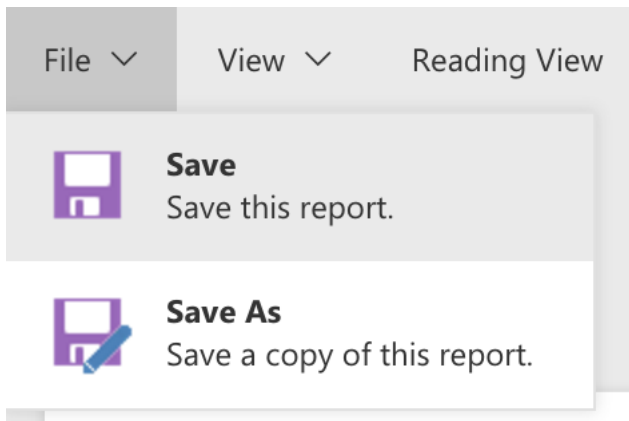 File View Reading View
Save
Save this report.
Save As
Save a copy of this report.